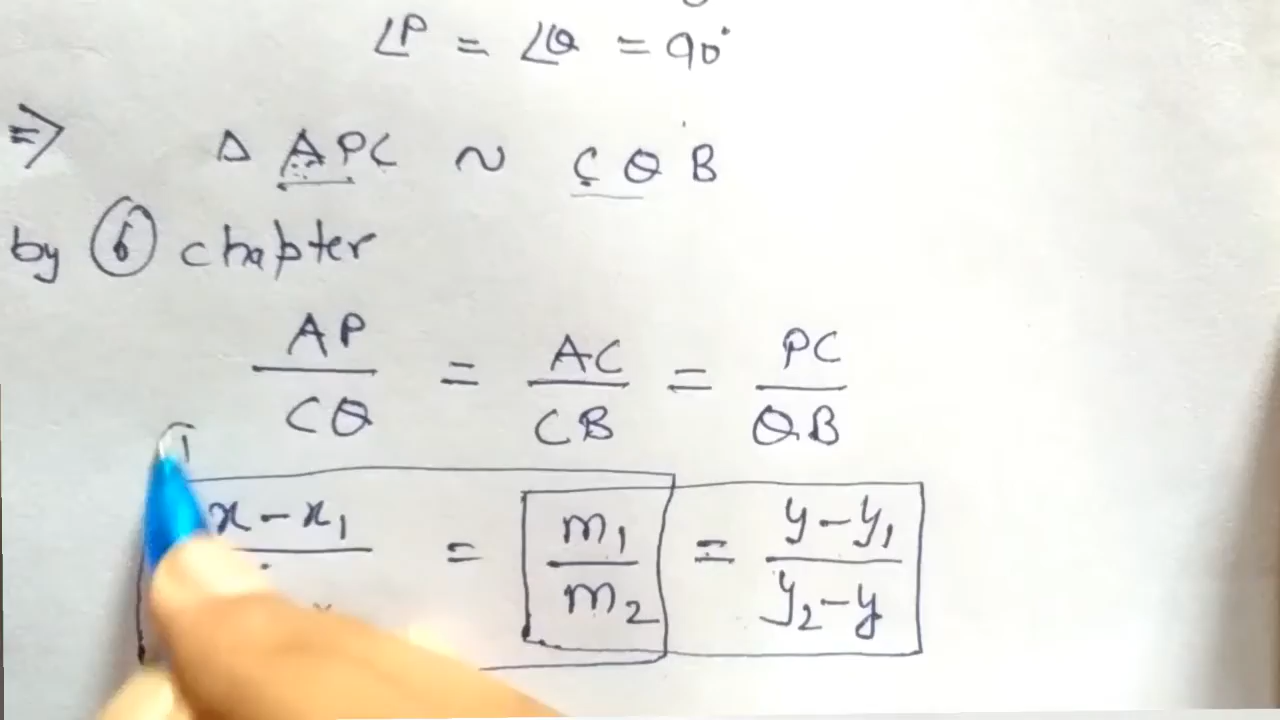 ∠P = ∠Q = 90°
⇒ Δ APC ~ CQB
by ⑥ chapter
AP/CQ = AC/CB = PC/QB
x-x₁ = m₁/m₂ = y-y₁/y₂-y